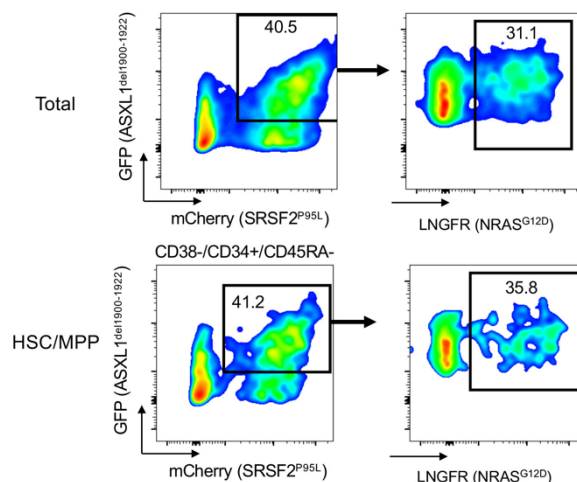 40.5
31.1
Total
GFP (ASXL1del1900-1922)
mCherry (SRSF2P95L)
LNGFR (NRASG12D)
CD38-/CD34+/CD45RA-
41.2
35.8
HSC/MPP
GFP (ASXL1del1900-1922)
mCherry (SRSF2P95L)
LNGFR (NRASG12D)